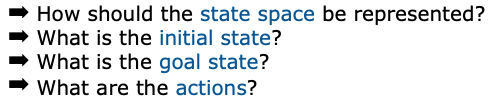 ➡ How should the state space be represented?
➡ What is the initial state?
➡ What is the goal state?
➡ What are the actions?